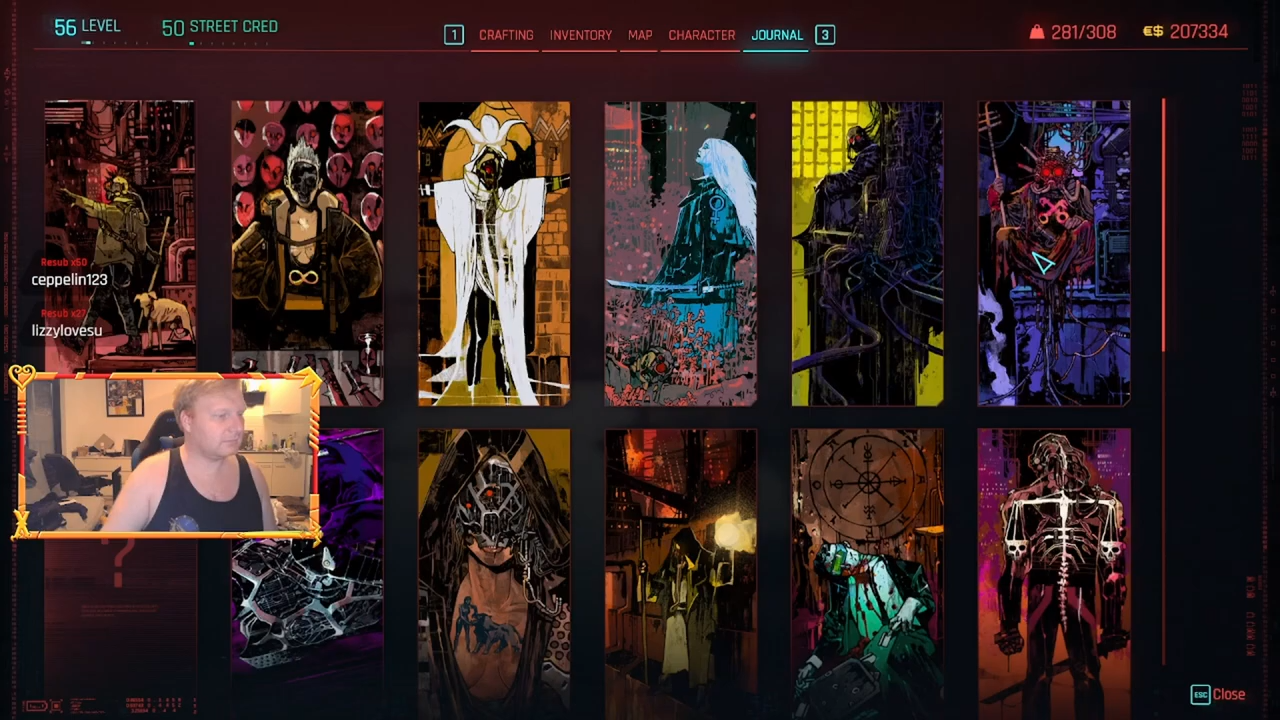 56 LEVEL
50 STREET CRED
1 CRAFTING INVENTORY MAP CHARACTER JOURNAL 3
281/308
€$ 207334
Resub x60
ceppelin123
Resub x27
lizzylovesu
?
ESC Close